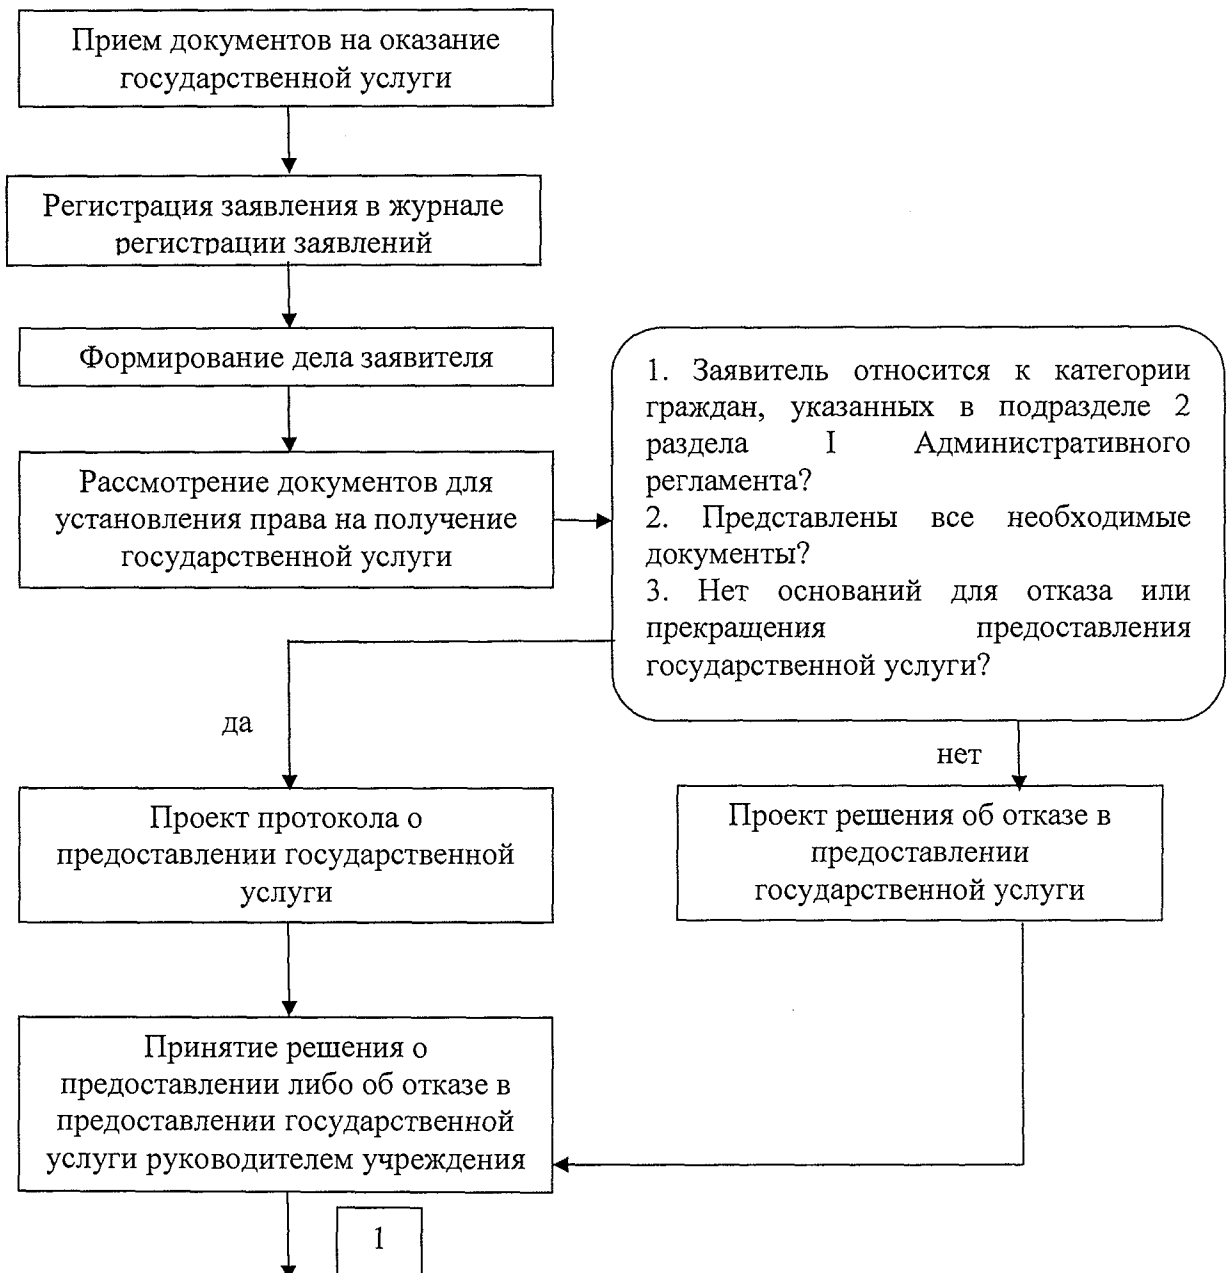 Прием документов на оказание
государственной услуги
Регистрация заявления в журнале
регистрации заявлений
Формирование дела заявителя
Рассмотрение документов для
установления права на получение
государственной услуги
1. Заявитель относится к категории
граждан, указанных в подразделе 2
раздела I Административного
регламента?
2. Представлены все необходимые
документы?
3. Нет оснований для отказа или
прекращения предоставления
государственной услуги?
да
нет
Проект протокола о
предоставлении государственной
услуги
Проект решения об отказе в
предоставлении
государственной услуги
Принятие решения о
предоставлении либо об отказе в
предоставлении государственной
услуги руководителем учреждения
1